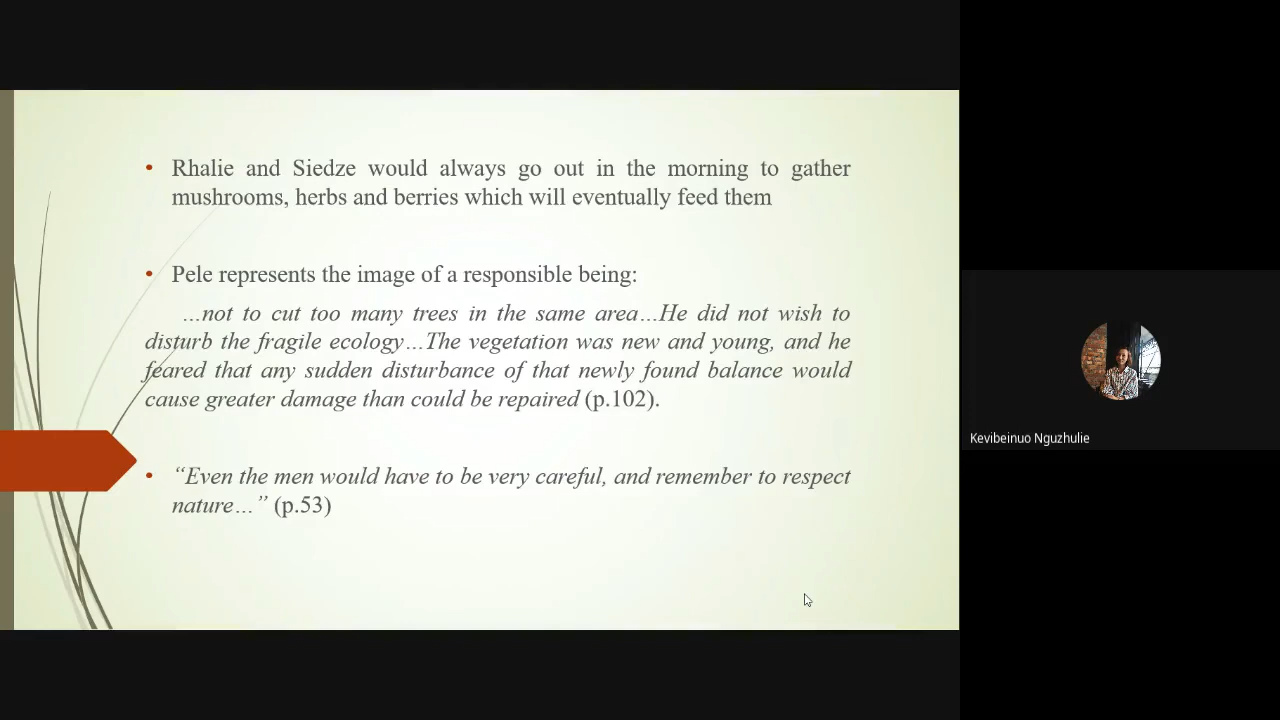 • Rhalie and Siedze would always go out in the morning to gather
mushrooms, herbs and berries which will eventually feed them
• Pele represents the image of a responsible being:
…not to cut too many trees in the same area…He did not wish to
disturb the fragile ecology…The vegetation was new and young, and he
feared that any sudden disturbance of that newly found balance would
cause greater damage than could be repaired (p.102).
• “Even the men would have to be very careful, and remember to respect
nature…” (p.53)
Kevibeinuo Nguzhulie